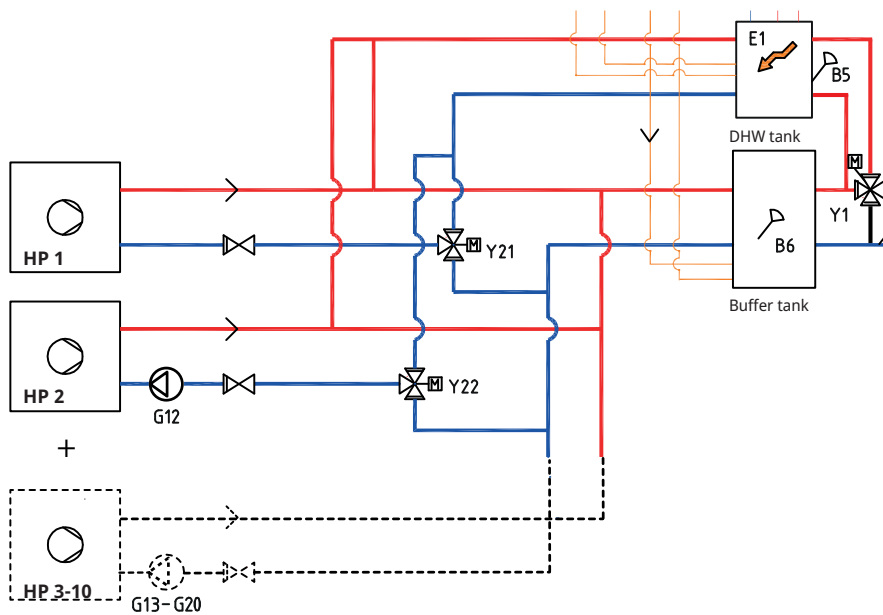 E1
B5
DHW tank
M
Y1
HP 1
M
Y21
B6
Buffer tank
HP 2
M
Y22
G12
+
HP 3-10
G13-G20